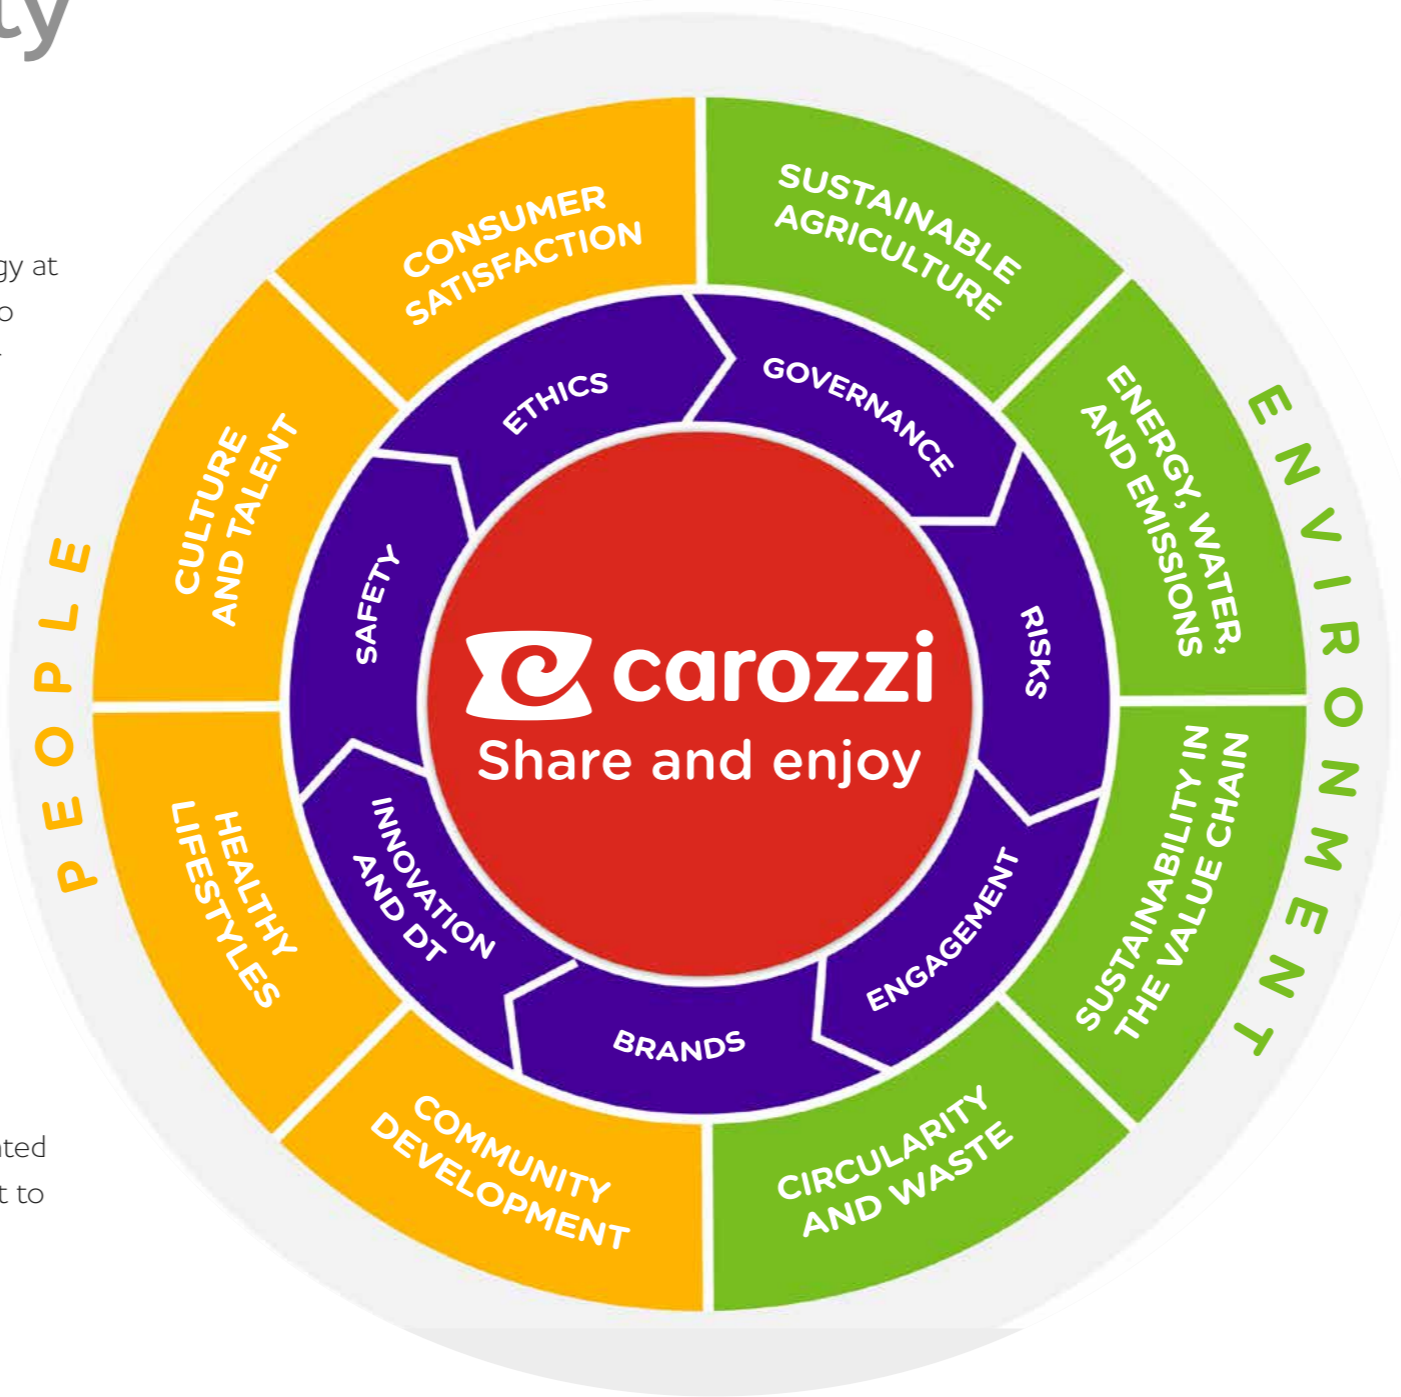 ty
gy at
o
ated
t to
PEOPLE
CONSUMER
SATISFACTION
CULTURE
AND TALENT
HEALTHY
LIFESTYLES
COMMUNITY
DEVELOPMENT
ENVIRONMENT
SUSTAINABLE
AGRICULTURE
ENERGY, WATER,
AND EMISSIONS
SUSTAINABILITY IN
THE VALUE CHAIN
CIRCULARITY
AND WASTE
ETHICS
GOVERNANCE
RISKS
ENGAGEMENT
BRANDS
INNOVATION
AND DT
SAFETY
carozzi
Share and enjoy